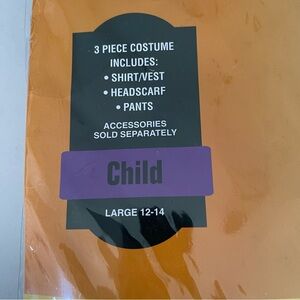 3 PIECE COSTUME
INCLUDES:
• SHIRT/VEST
• HEADSCARF
• PANTS
ACCESSORIES
SOLD SEPARATELY
Child
LARGE 12-14